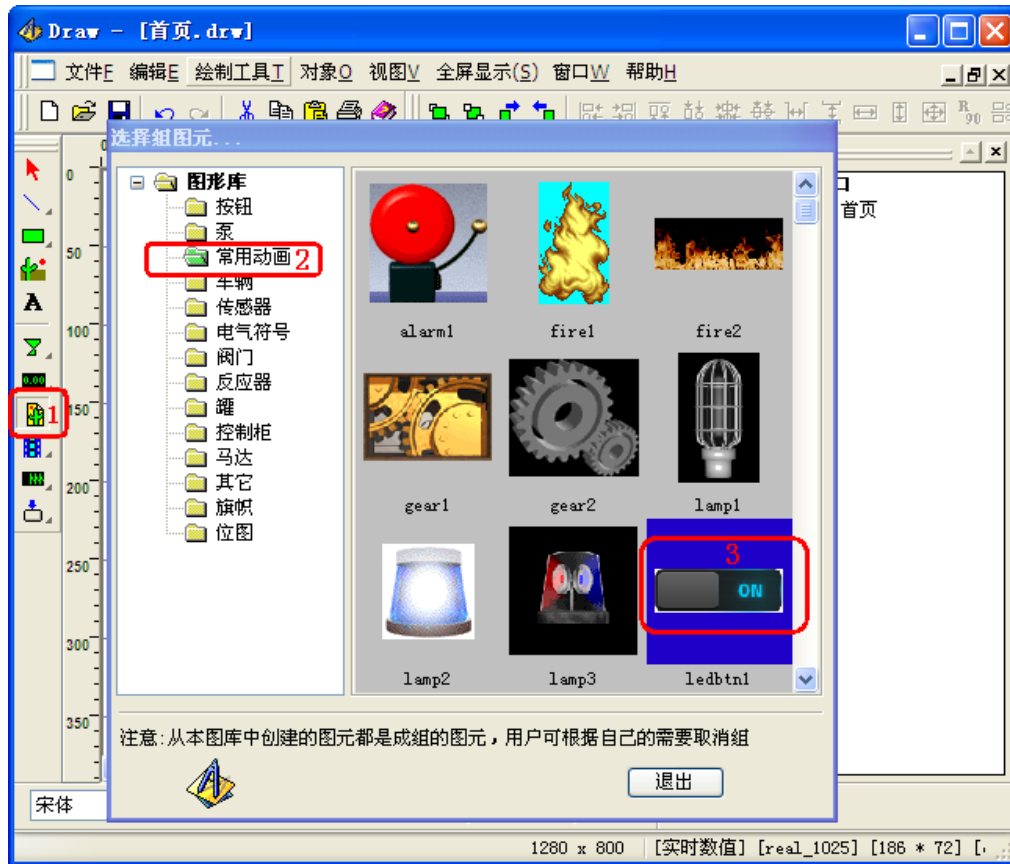 Draw - [首页.drw]
文件F 编辑E 绘制工具T 对象O 视图V 全屏显示(S) 窗口W 帮助H
R
90
选择组图元...
0
0
50
100
150
200
250
300
350
0.00
1
图形库
按钮
泵
常用动画 2
车辆
传感器
电气符号
阀门
反应器
罐
控制柜
马达
其它
旗帜
位图
alarm1 fire1 fire2
gear1 gear2 lamp1
3
ON
lamp2 lamp3 ledbtn1
首页
注意:从本图库中创建的图元都是成组的图元，用户可根据自己的需要取消组
退出
宋体
1280 x 800 [实时数值] [real_1025] [186 * 72] [